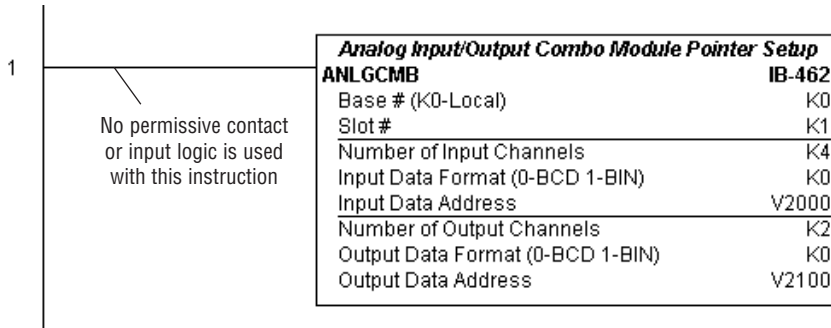 1
No permissive contact
or input logic is used
with this instruction
Analog Input/Output Combo Module Pointer Setup
ANLGCMB IB-462
Base # (K0-Local) K0
Slot # K1
Number of Input Channels K4
Input Data Format (0-BCD 1-BIN) K0
Input Data Address V2000
Number of Output Channels K2
Output Data Format (0-BCD 1-BIN) K0
Output Data Address V2100